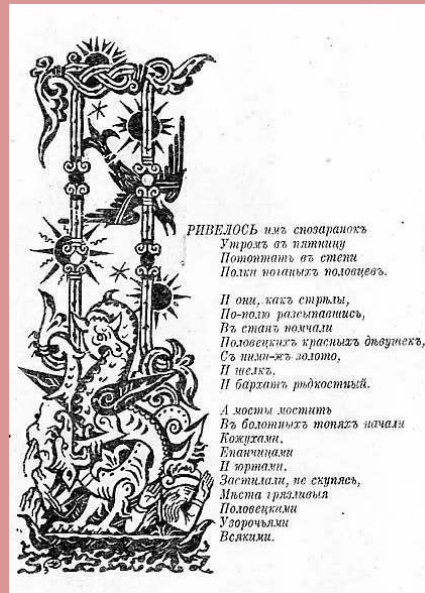 ПРИВЕЛОСЬ имъ спозаранокъ
Утромъ въ пятницу
Потоптать въ степи
Полки поганыхъ половцевъ.
И они, какъ стрѣлы,
По-полю разсыпавшись,
Въ станъ помчали
Половецкихъ красныхъ дѣвушекъ,
Съ ними-жъ золото,
И шелкъ,
И бархатъ рѣдкостный.
А мосты мостить
Въ болотныхъ топяхъ начали
Кожухами,
Епанчицами
И юртами,
Застилали, не скупясь,
Мѣста грязливыя
Половецкими
Узорочьями
Всякими.